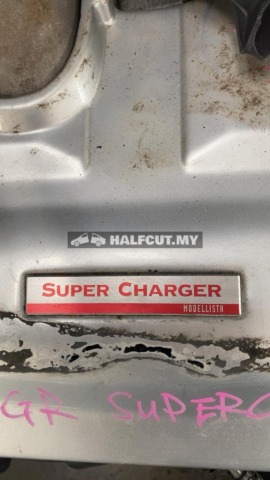 HALFCUT.MY
SUPER CHARGER
MODELLISTA
GR SUPERC